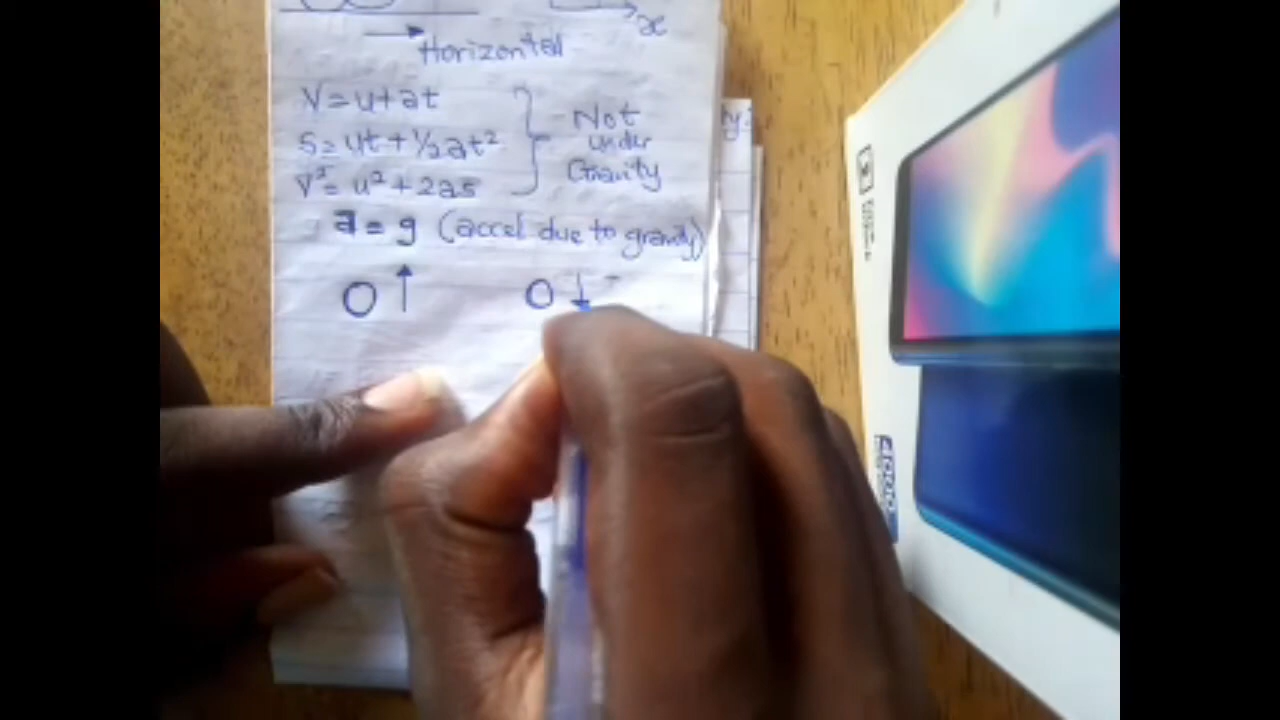 x
Horizontal
V=u+at
S=ut+½at²
V²=u²+2as
Not
under
Gravity
a=g (accel due to gravity)